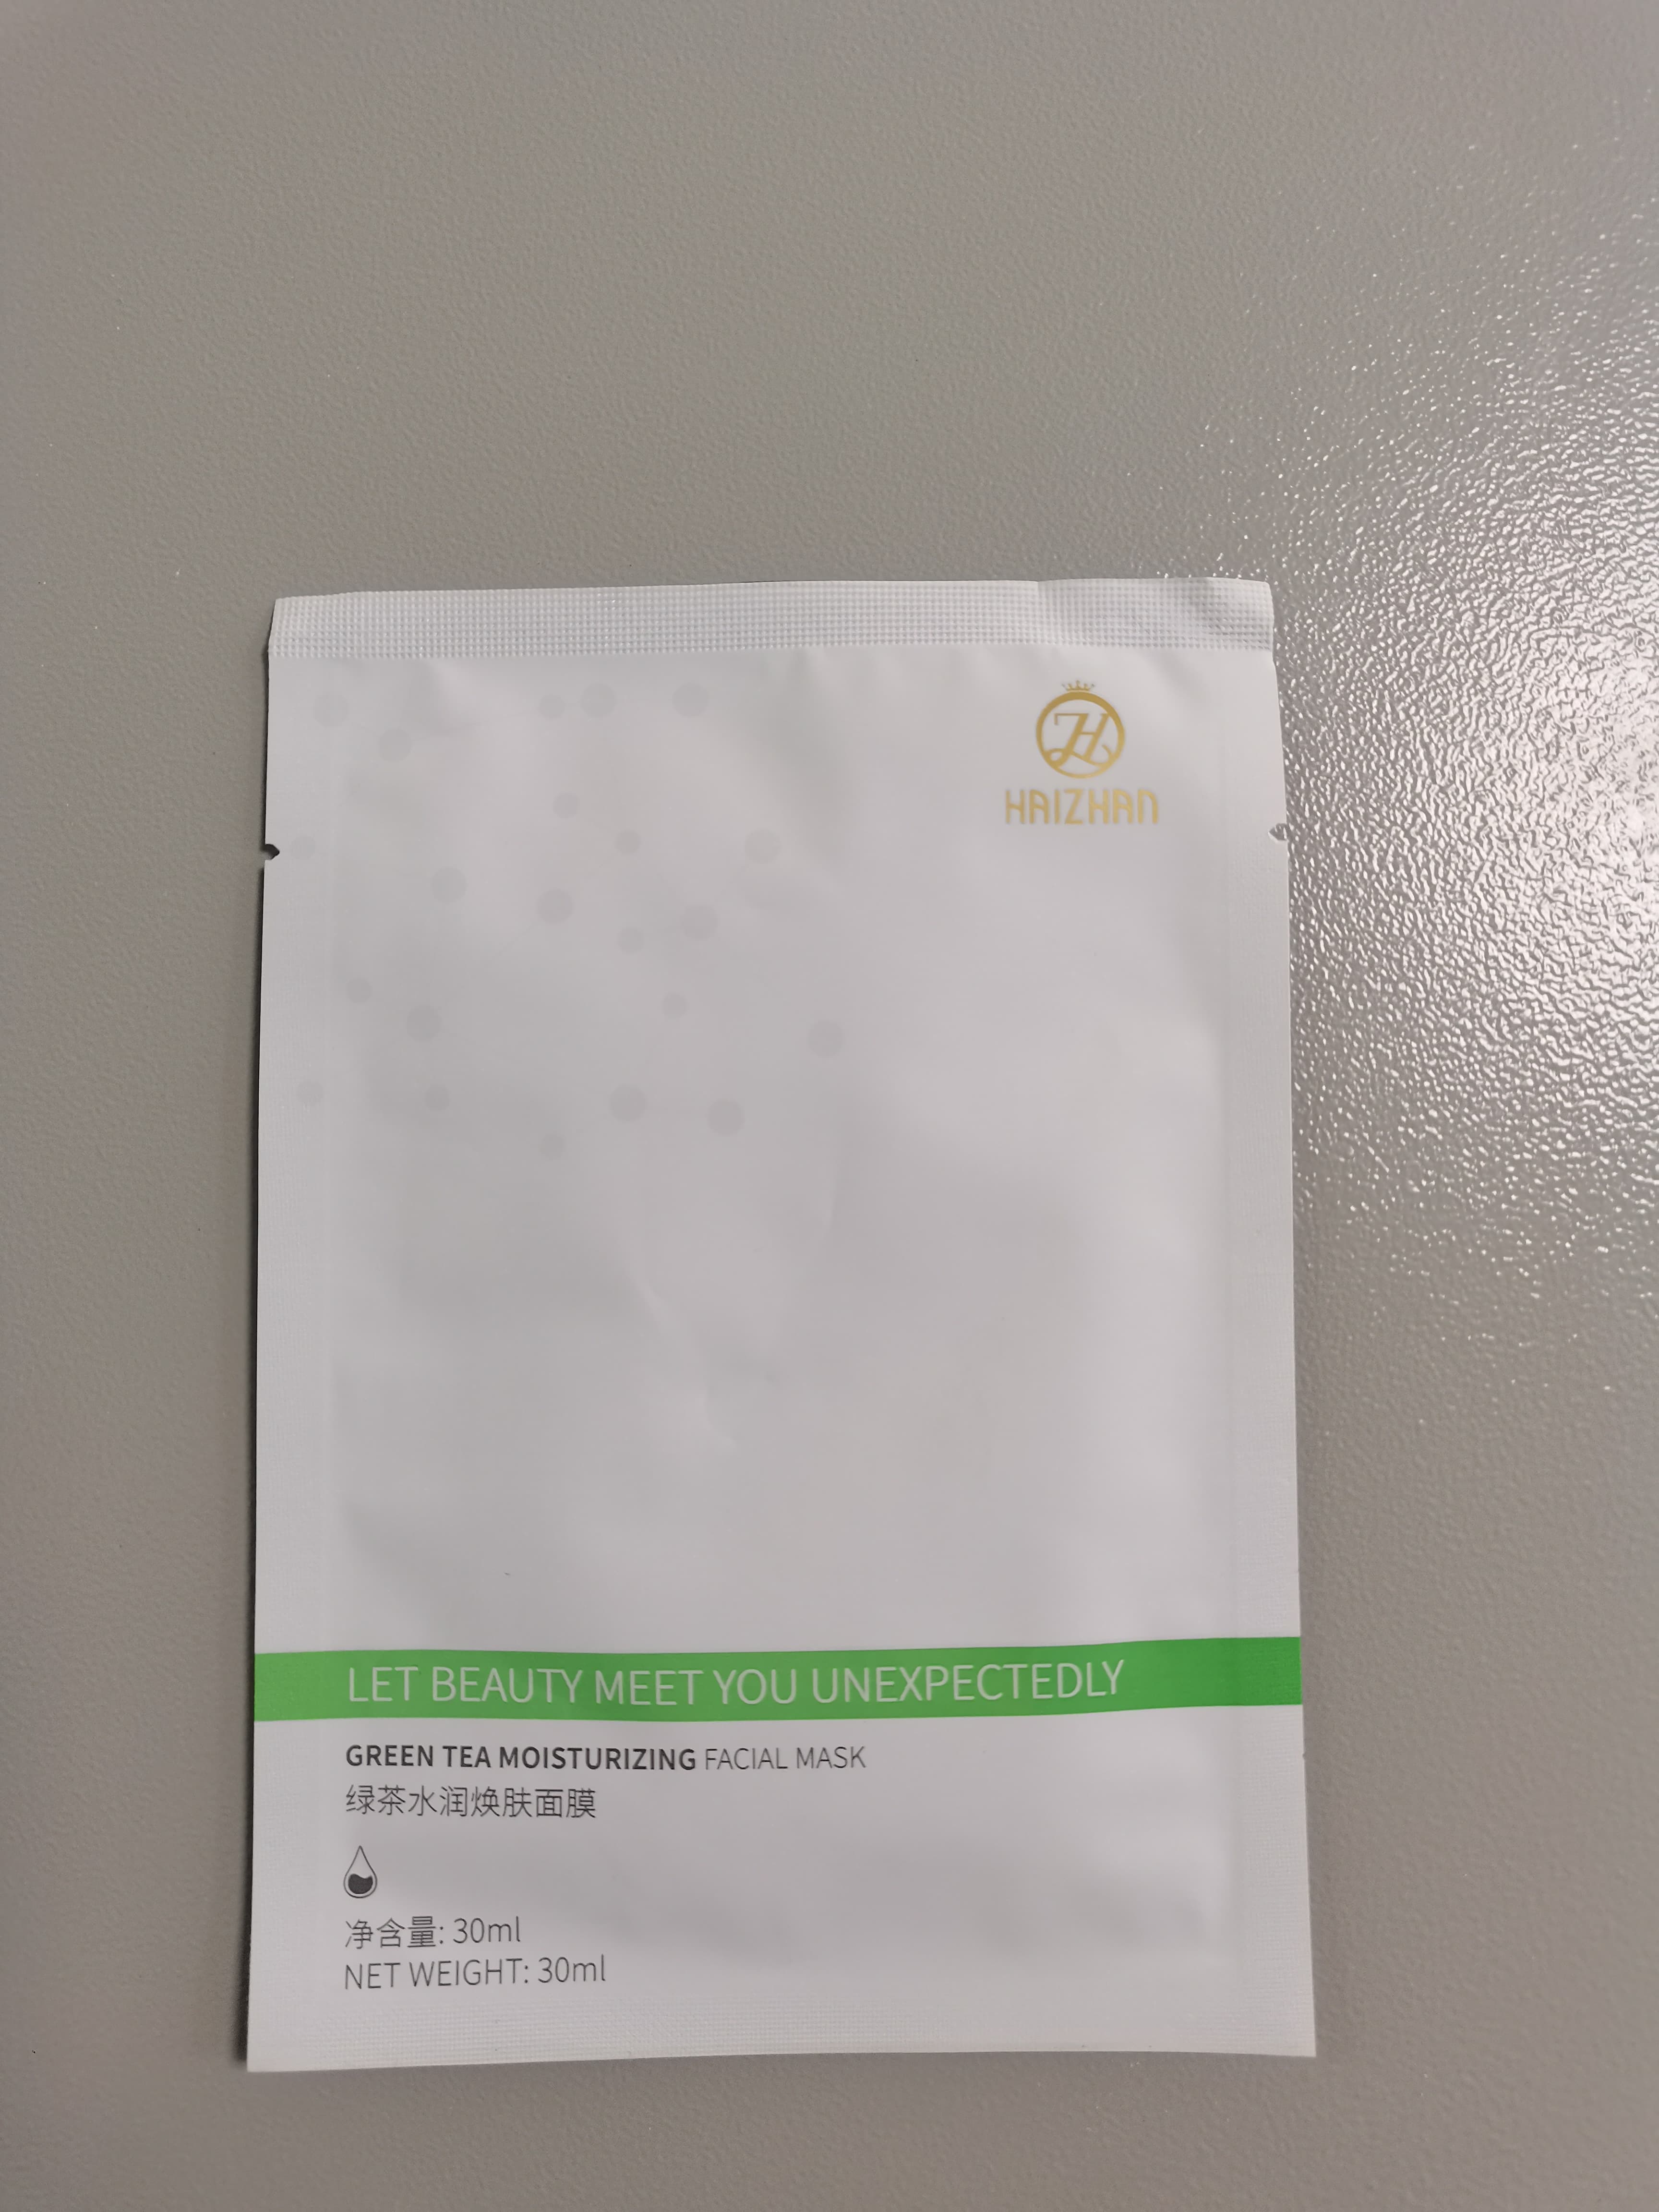 HAIZHAN
LET BEAUTY MEET YOU UNEXPECTEDLY
GREEN TEA MOISTURIZING FACIAL MASK
绿茶水润焕肤面膜
净含量: 30ml
NET WEIGHT: 30ml